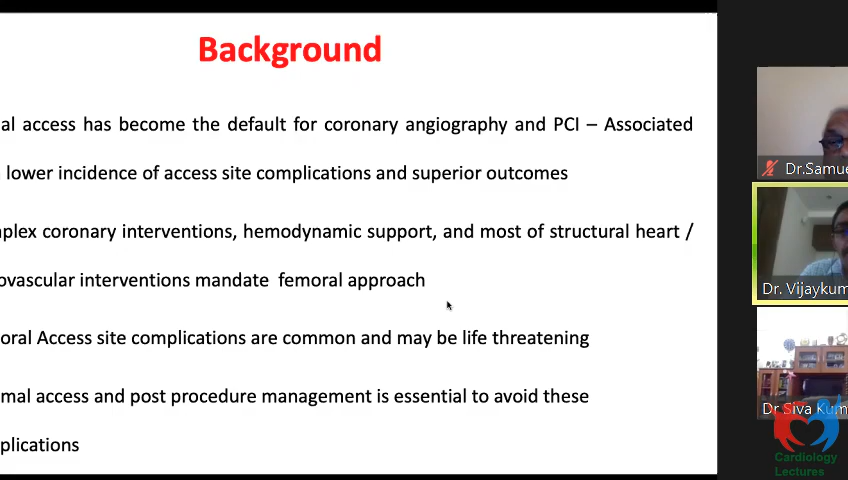 Background
al access has become the default for coronary angiography and PCI – Associated
lower incidence of access site complications and superior outcomes
plex coronary interventions, hemodynamic support, and most of structural heart /
ovascular interventions mandate femoral approach
oral Access site complications are common and may be life threatening
mal access and post procedure management is essential to avoid these
plications
Dr.Samue
Dr. Vijaykum
Dr Siva Kum
Cardiology
Lectures